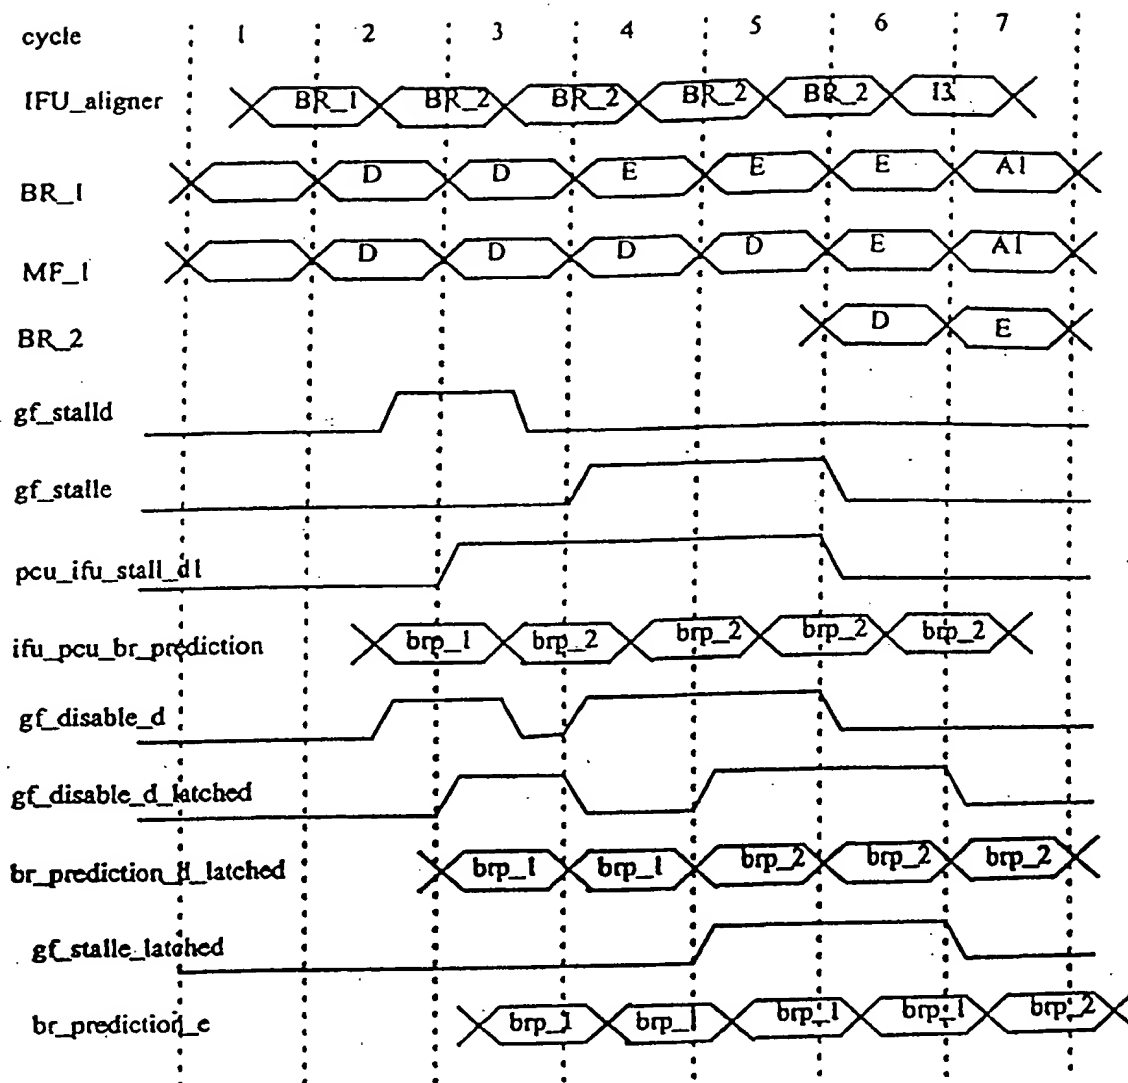 cycle 1 2 3 4 5 6 7
IFU_aligner BR_1 BR_2 BR_2 BR_2 BR_2 I3
BR_1 D D E E E A1
MF_1 D D D D E A1
BR_2 D E
gf_stalld
gf_stalle
pcu_ifu_stall_d1
ifu_pcu_br_prediction brp_1 brp_2 brp_2 brp_2 brp_2
gf_disable_d
gf_disable_d_latched
br_prediction_d_latched brp_1 brp_1 brp_2 brp_2 brp_2
gf_stalle_latched
br_prediction_e brp_1 brp_1 brp_1 brp_1 brp_2